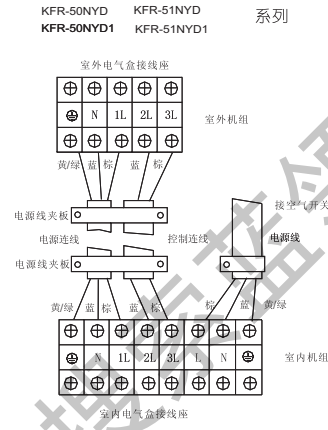 KFR-50NYD KFR-51NYD 系列
KFR-50NYD1 KFR-51NYD1
室外电气盒接线座
N 1L 2L 3L
室外机组
黄/绿 蓝 棕 蓝 棕
电源线夹板
接空气开关
电源连线 控制连线 电源线
电源线夹板
黄/绿 蓝 棕 蓝 棕 棕 蓝 黄/绿
N 1L 2L 3L L N
室内机组
室内电气盒接线座
搜索蓝领